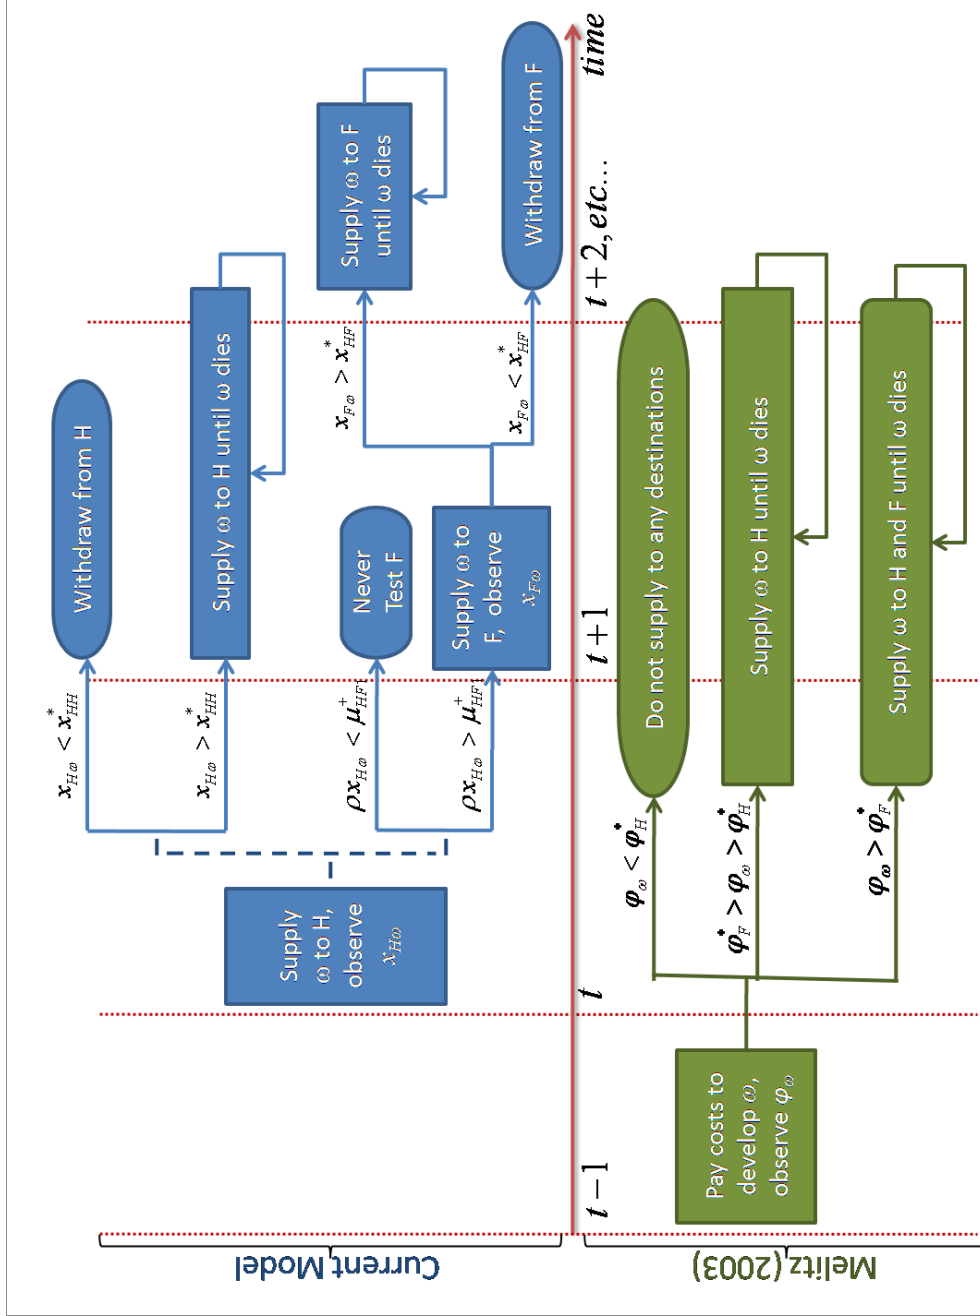 Current Model
Supply
ω to H,
observe
x_Hω
x_Hω < x*_HH
x_Hω > x*_HH
Withdraw from H
Supply ω to H until ω dies
ρx_Hω < μ⁺_HF1
ρx_Hω > μ⁺_HF1
Never
Test F
Supply ω to
F, observe
x_Fω
x_Fω > x*_HF
x_Fω < x*_HF
Supply ω to F
until ω dies
Withdraw from F
t−1
t
t+1
t+2, etc...
time
Melitz (2003)
Pay costs to
develop ω,
observe φ_ω
φ_ω < φ*_H
φ*_F > φ_ω > φ*_H
φ_ω > φ*_F
Do not supply to any destinations
Supply ω to H until ω dies
Supply ω to H and F until ω dies